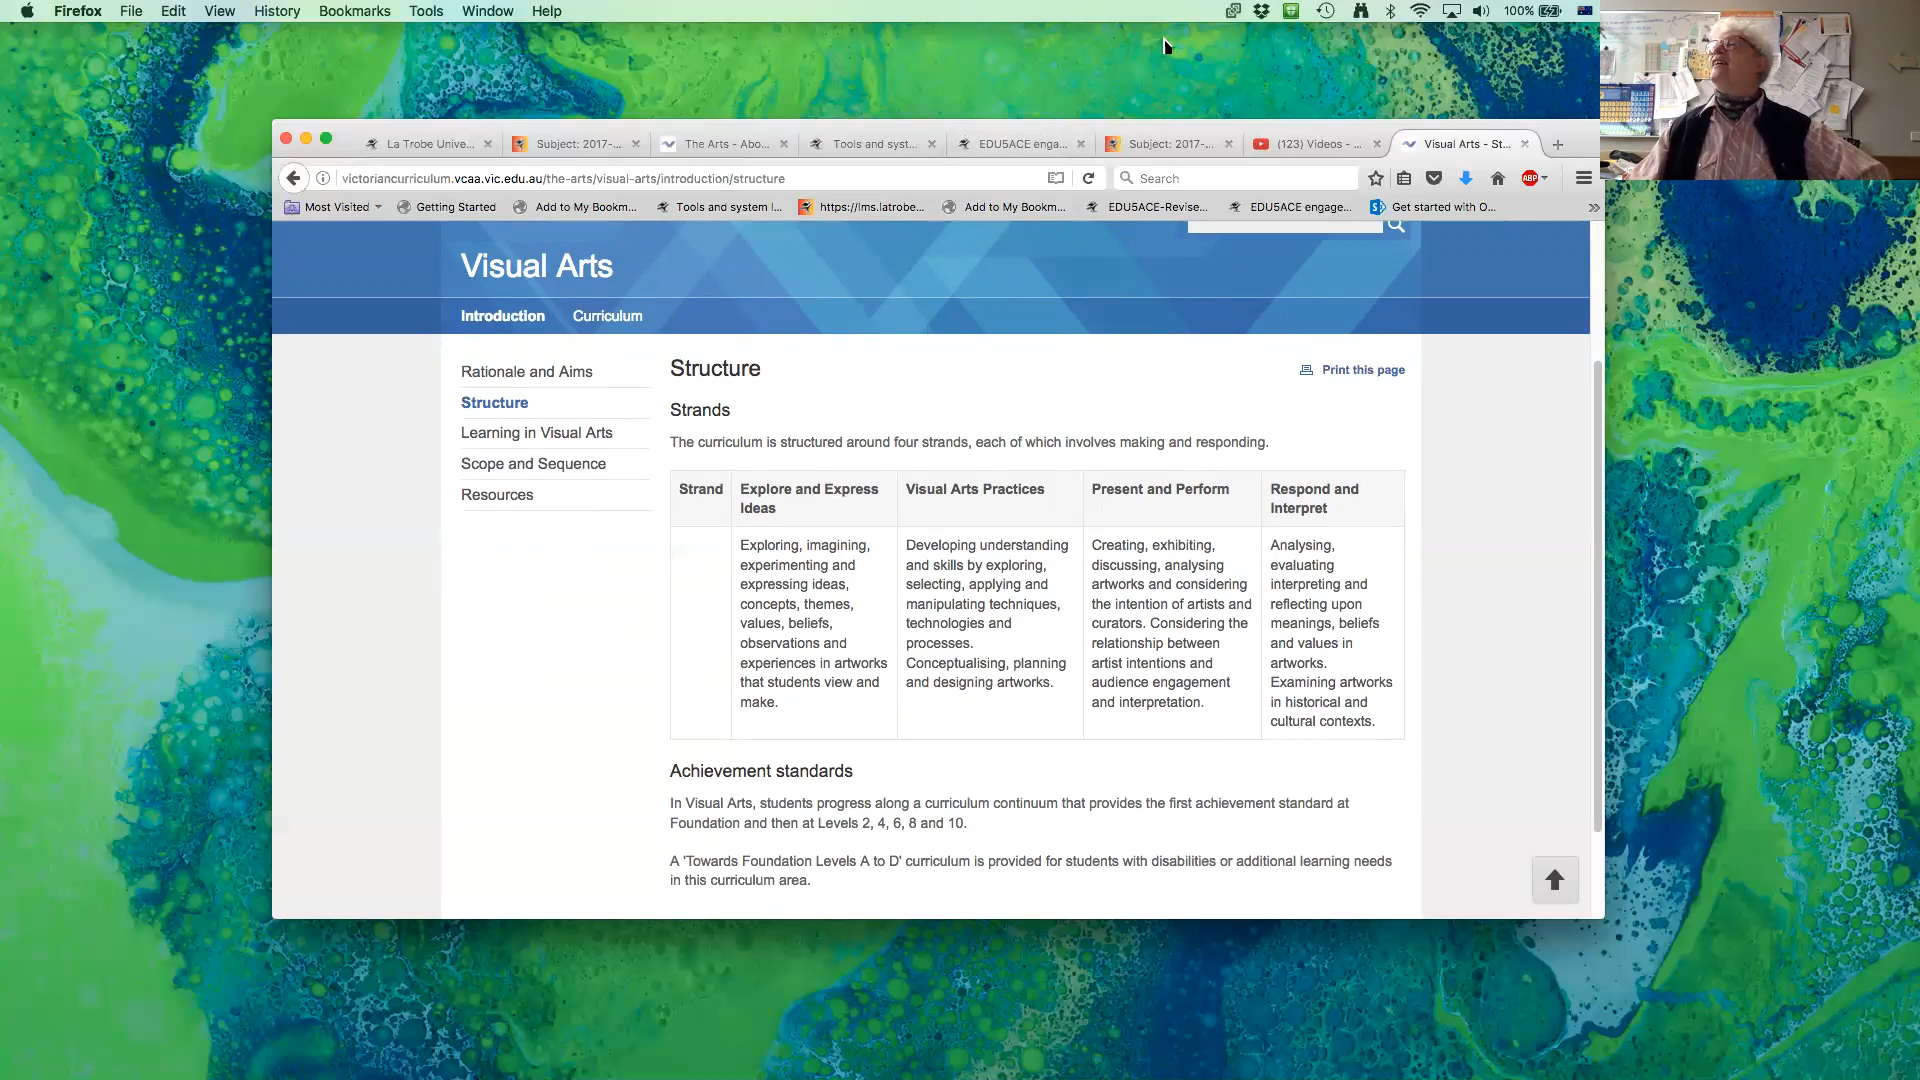 Firefox File Edit View History Bookmarks Tools Window Help 100%
La Trobe Unive... Subject: 2017-... The Arts - Abo... Tools and syst... EDU5ACE enga... Subject: 2017-... (123) Videos - ... Visual Arts - St...
victoriancurriculum.vcaa.vic.edu.au/the-arts/visual-arts/introduction/structure Search ABP
Most Visited Getting Started Add to My Bookm... Tools and system I... https://lms.latrobe... Add to My Bookm... EDU5ACE-Revise... EDU5ACE engage... Get started with O...
Visual Arts
Introduction Curriculum
Rationale and Aims
Structure
Learning in Visual Arts
Scope and Sequence
Resources
Structure
Print this page
Strands
The curriculum is structured around four strands, each of which involves making and responding.
Strand
Explore and Express
Ideas
Visual Arts Practices
Present and Perform
Respond and
Interpret
Exploring, imagining,
experimenting and
expressing ideas,
concepts, themes,
values, beliefs,
observations and
experiences in artworks
that students view and
make.
Developing understanding
and skills by exploring,
selecting, applying and
manipulating techniques,
technologies and
processes.
Conceptualising, planning
and designing artworks.
Creating, exhibiting,
discussing, analysing
artworks and considering
the intention of artists and
curators. Considering the
relationship between
artist intentions and
audience engagement
and interpretation.
Analysing,
evaluating
interpreting and
reflecting upon
meanings, beliefs
and values in
artworks.
Examining artworks
in historical and
cultural contexts.
Achievement standards
In Visual Arts, students progress along a curriculum continuum that provides the first achievement standard at
Foundation and then at Levels 2, 4, 6, 8 and 10.
A 'Towards Foundation Levels A to D' curriculum is provided for students with disabilities or additional learning needs
in this curriculum area.